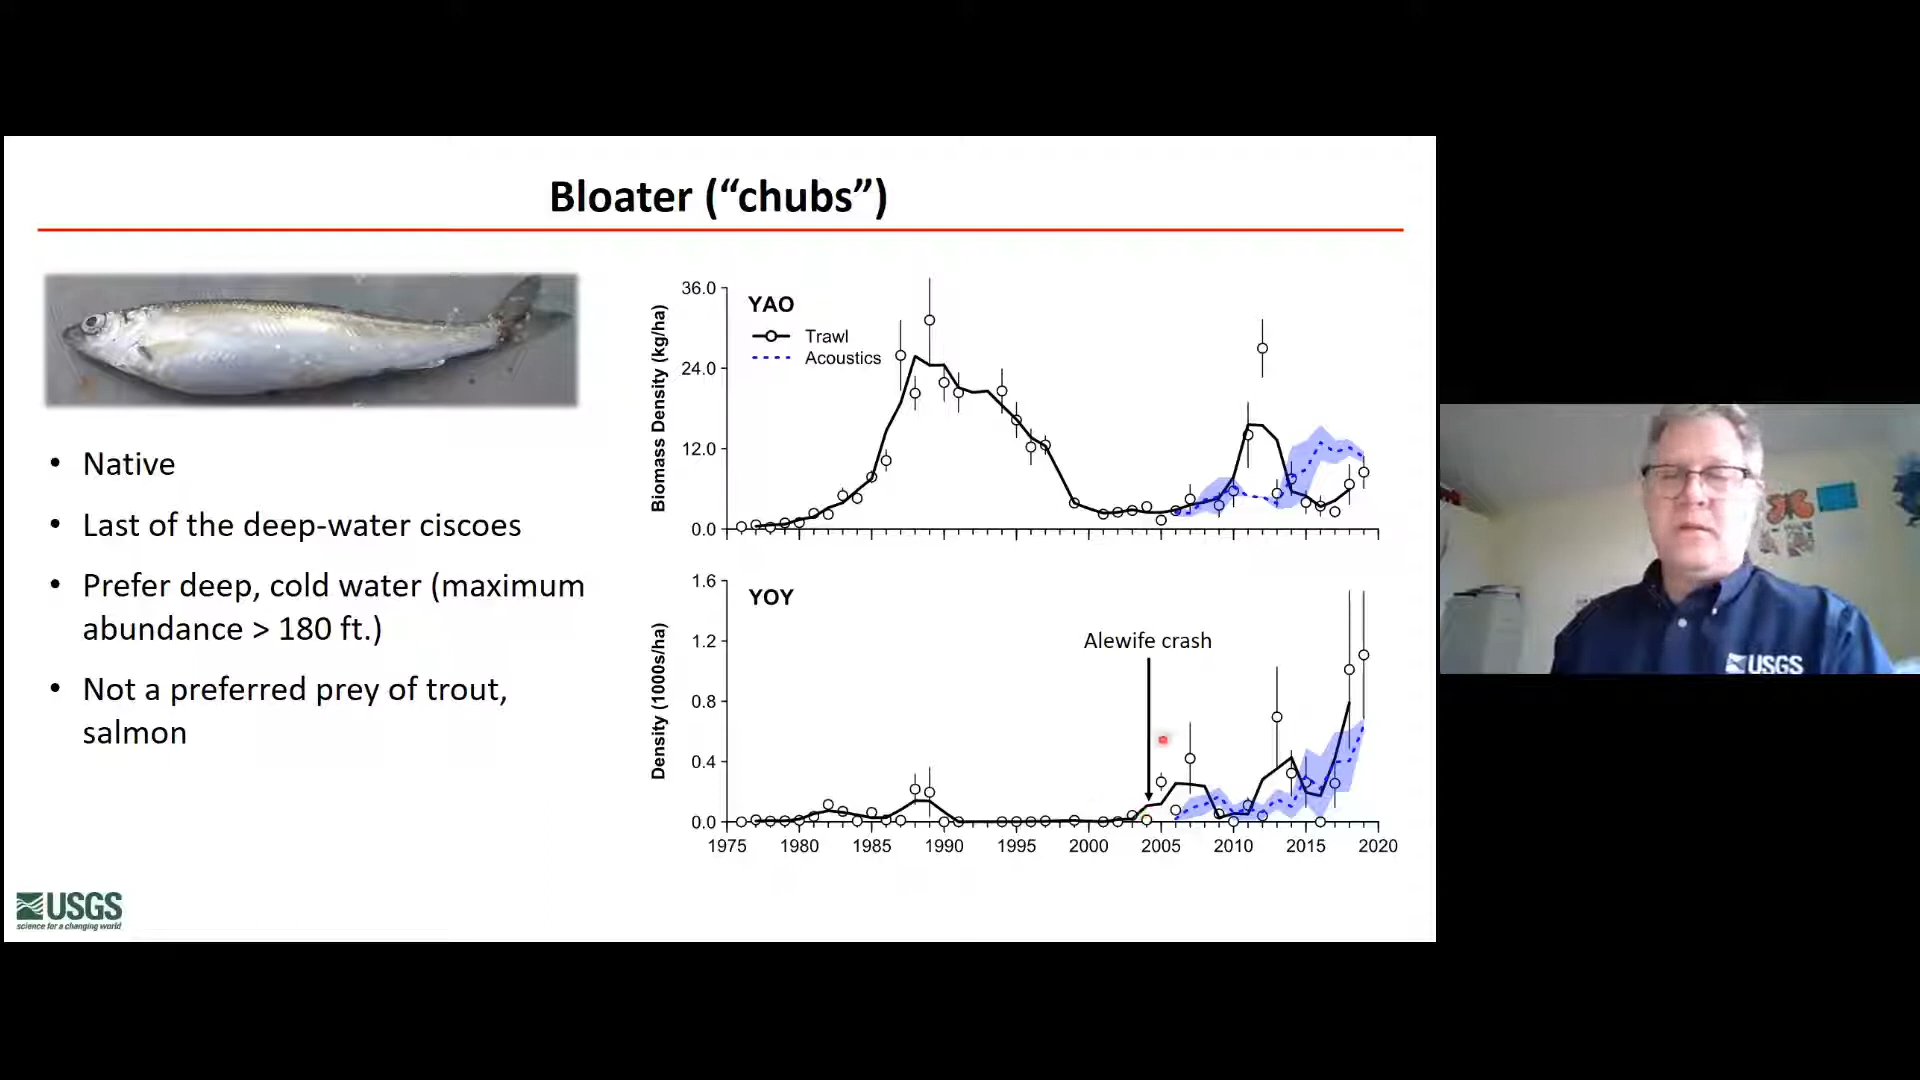 Bloater (“chubs”)
• Native
• Last of the deep-water ciscoes
• Prefer deep, cold water (maximum
abundance > 180 ft.)
• Not a preferred prey of trout,
salmon
YAO
Trawl
Acoustics
Biomass Density (kg/ha)
36.0
24.0
12.0
0.0
YOY
Alewife crash
Density (1000s/ha)
1.6
1.2
0.8
0.4
0.0
1975 1980 1985 1990 1995 2000 2005 2010 2015 2020
USGS
science for a changing world
USGS